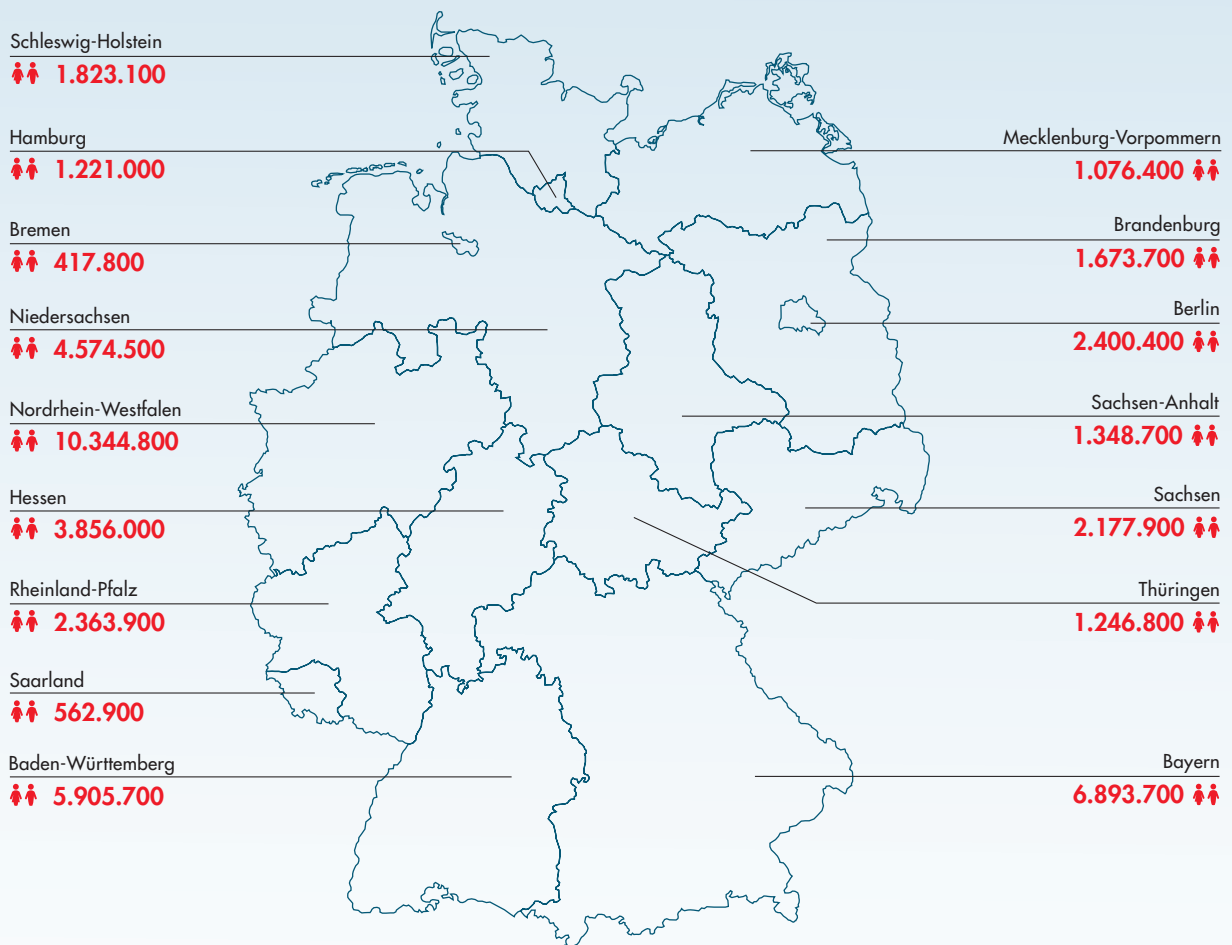 Schleswig-Holstein
1.823.100
Hamburg
1.221.000
Bremen
417.800
Niedersachsen
4.574.500
Nordrhein-Westfalen
10.344.800
Hessen
3.856.000
Rheinland-Pfalz
2.363.900
Saarland
562.900
Baden-Württemberg
5.905.700
Mecklenburg-Vorpommern
1.076.400
Brandenburg
1.673.700
Berlin
2.400.400
Sachsen-Anhalt
1.348.700
Sachsen
2.177.900
Thüringen
1.246.800
Bayern
6.893.700